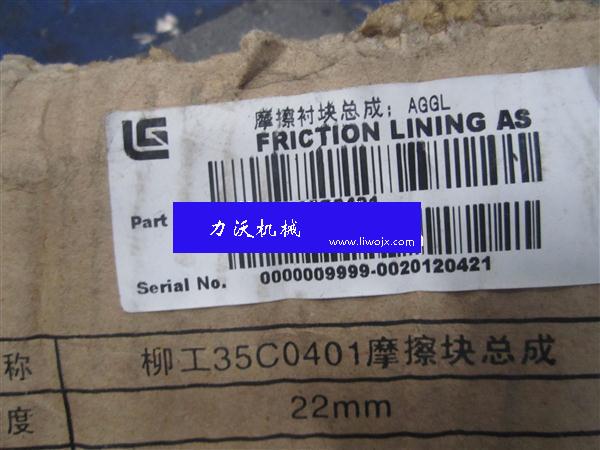 摩擦衬块总成: AGGL
FRICTION LINING AS
LG
Part
力沃机械
www.liwojx.com
Serial No. 0000009999-0020120421
称 柳工35C0401摩擦块总成
度 22mm